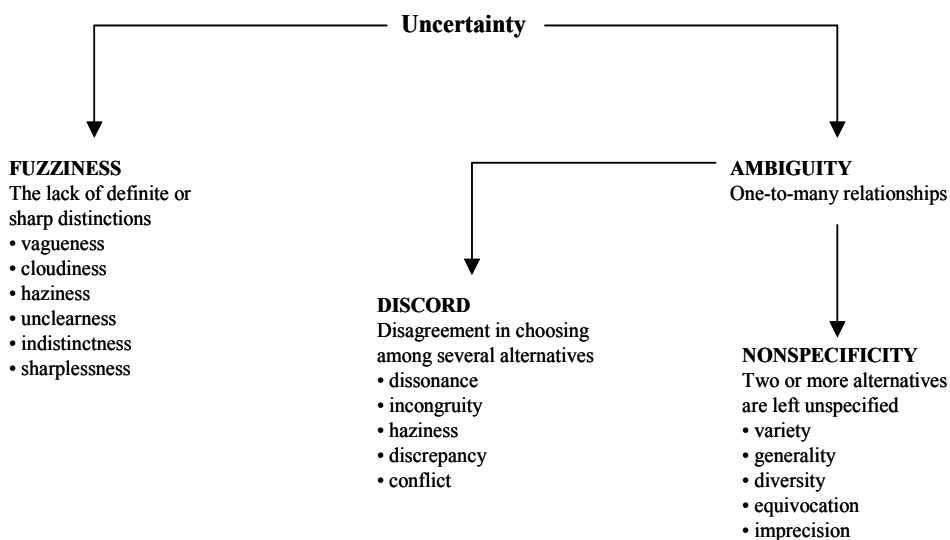 Uncertainty
FUZZINESS
The lack of definite or
sharp distinctions
• vagueness
• cloudiness
• haziness
• unclearness
• indistinctness
• sharplessness
AMBIGUITY
One-to-many relationships
DISCORD
Disagreement in choosing
among several alternatives
• dissonance
• incongruity
• haziness
• discrepancy
• conflict
NONSPECIFICITY
Two or more alternatives
are left unspecified
• variety
• generality
• diversity
• equivocation
• imprecision